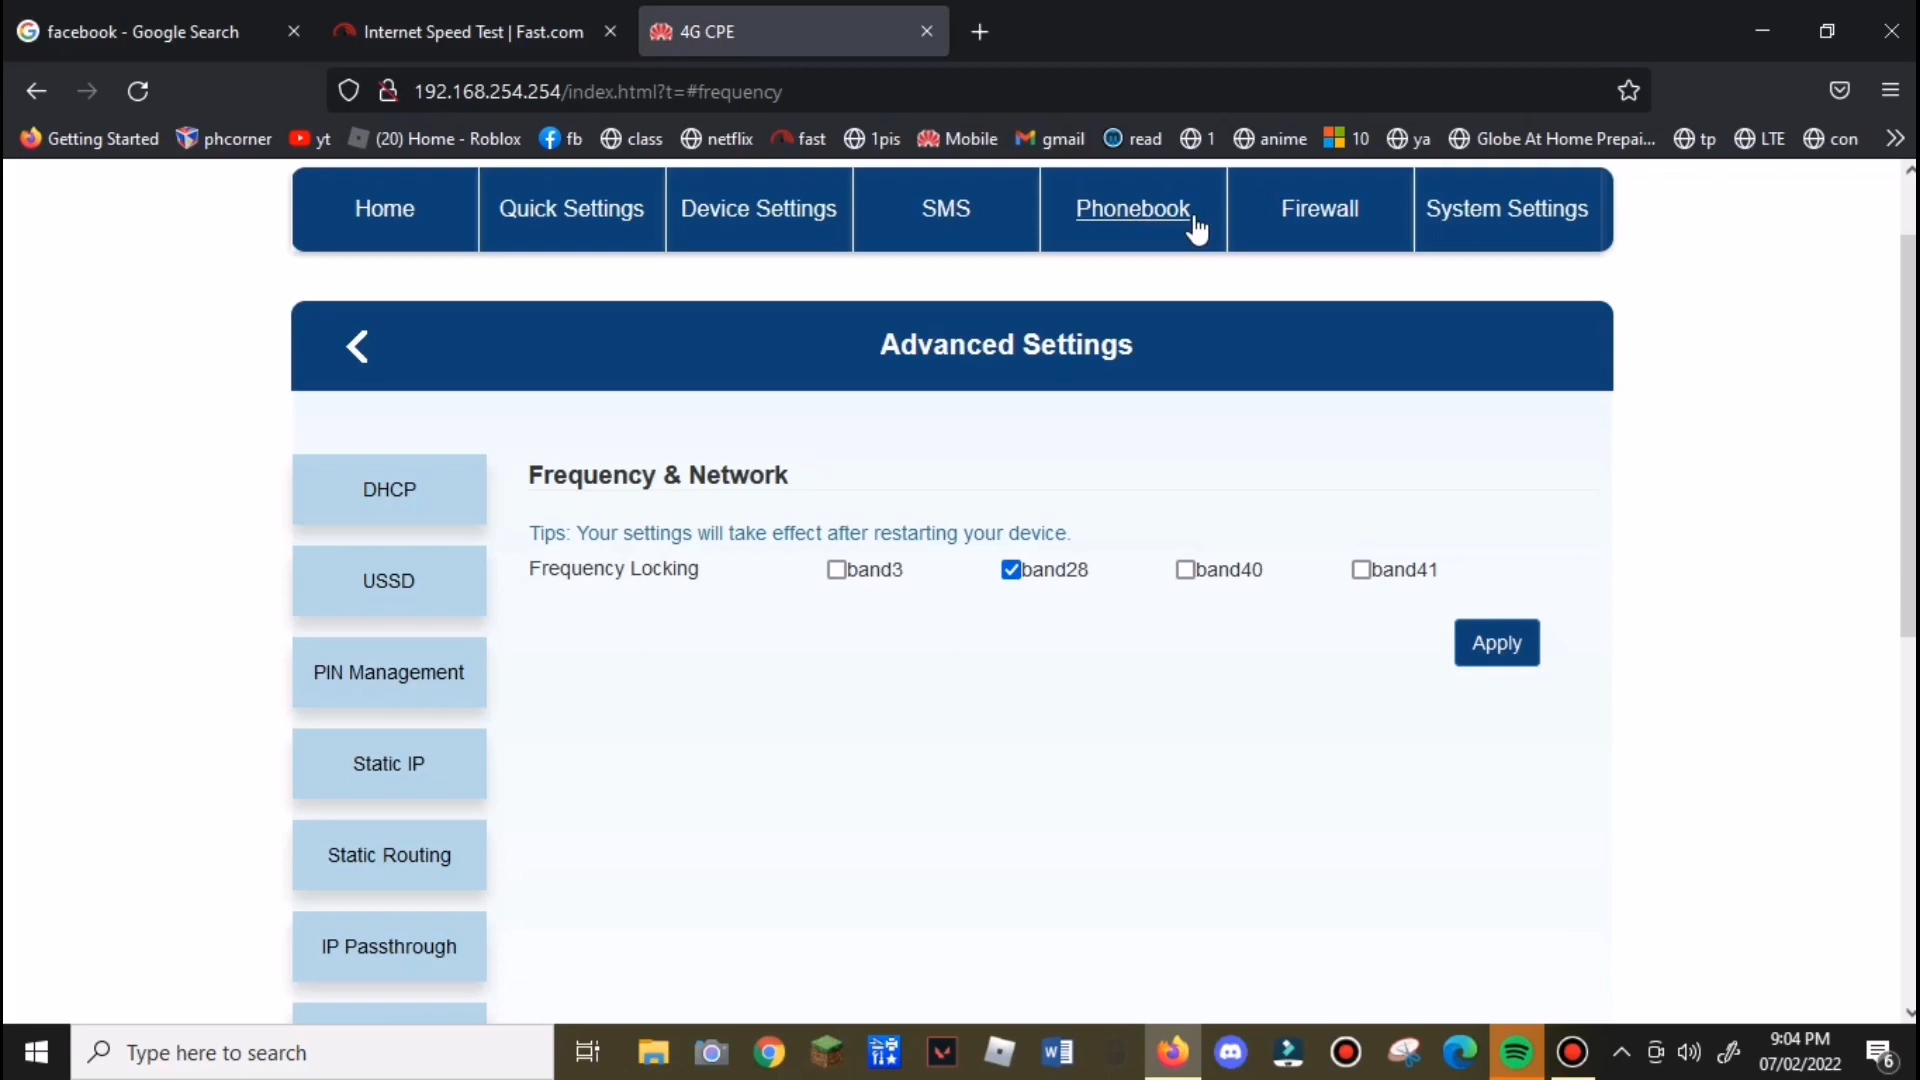 facebook - Google Search
Internet Speed Test | Fast.com
4G CPE
192.168.254.254/index.html?t=#frequency
Getting Started phcorner yt (20) Home - Roblox fb class netflix fast 1pis Mobile gmail read 1 anime 10 ya Globe At Home Prepai... tp LTE con
Home Quick Settings Device Settings SMS Phonebook Firewall System Settings
Advanced Settings
DHCP
USSD
PIN Management
Static IP
Static Routing
IP Passthrough
Frequency & Network
Tips: Your settings will take effect after restarting your device.
Frequency Locking band3 band28 band40 band41
Apply
Type here to search
9:04 PM
07/02/2022
6